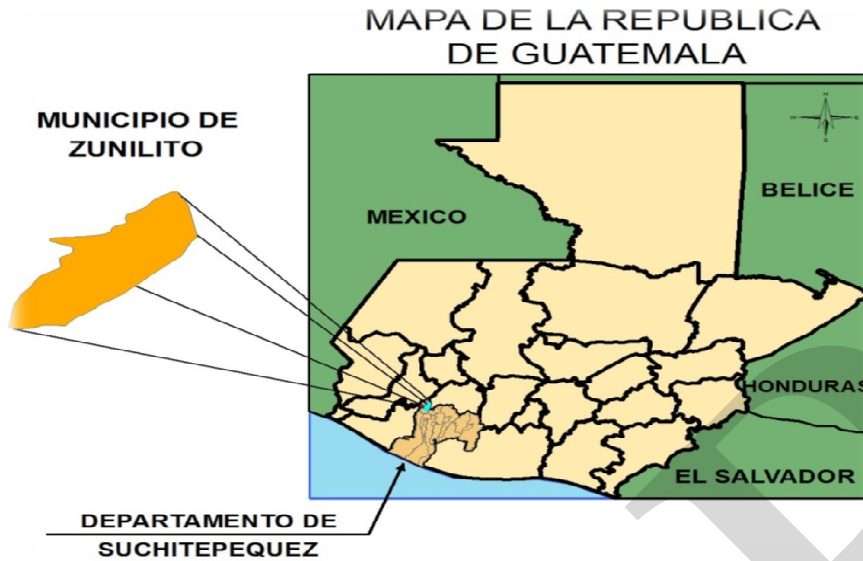 MAPA DE LA REPUBLICA
DE GUATEMALA
MUNICIPIO DE
ZUNILITO
MEXICO
BELICE
HONDURAS
EL SALVADOR
DEPARTAMENTO DE
SUCHITEPEQUEZ